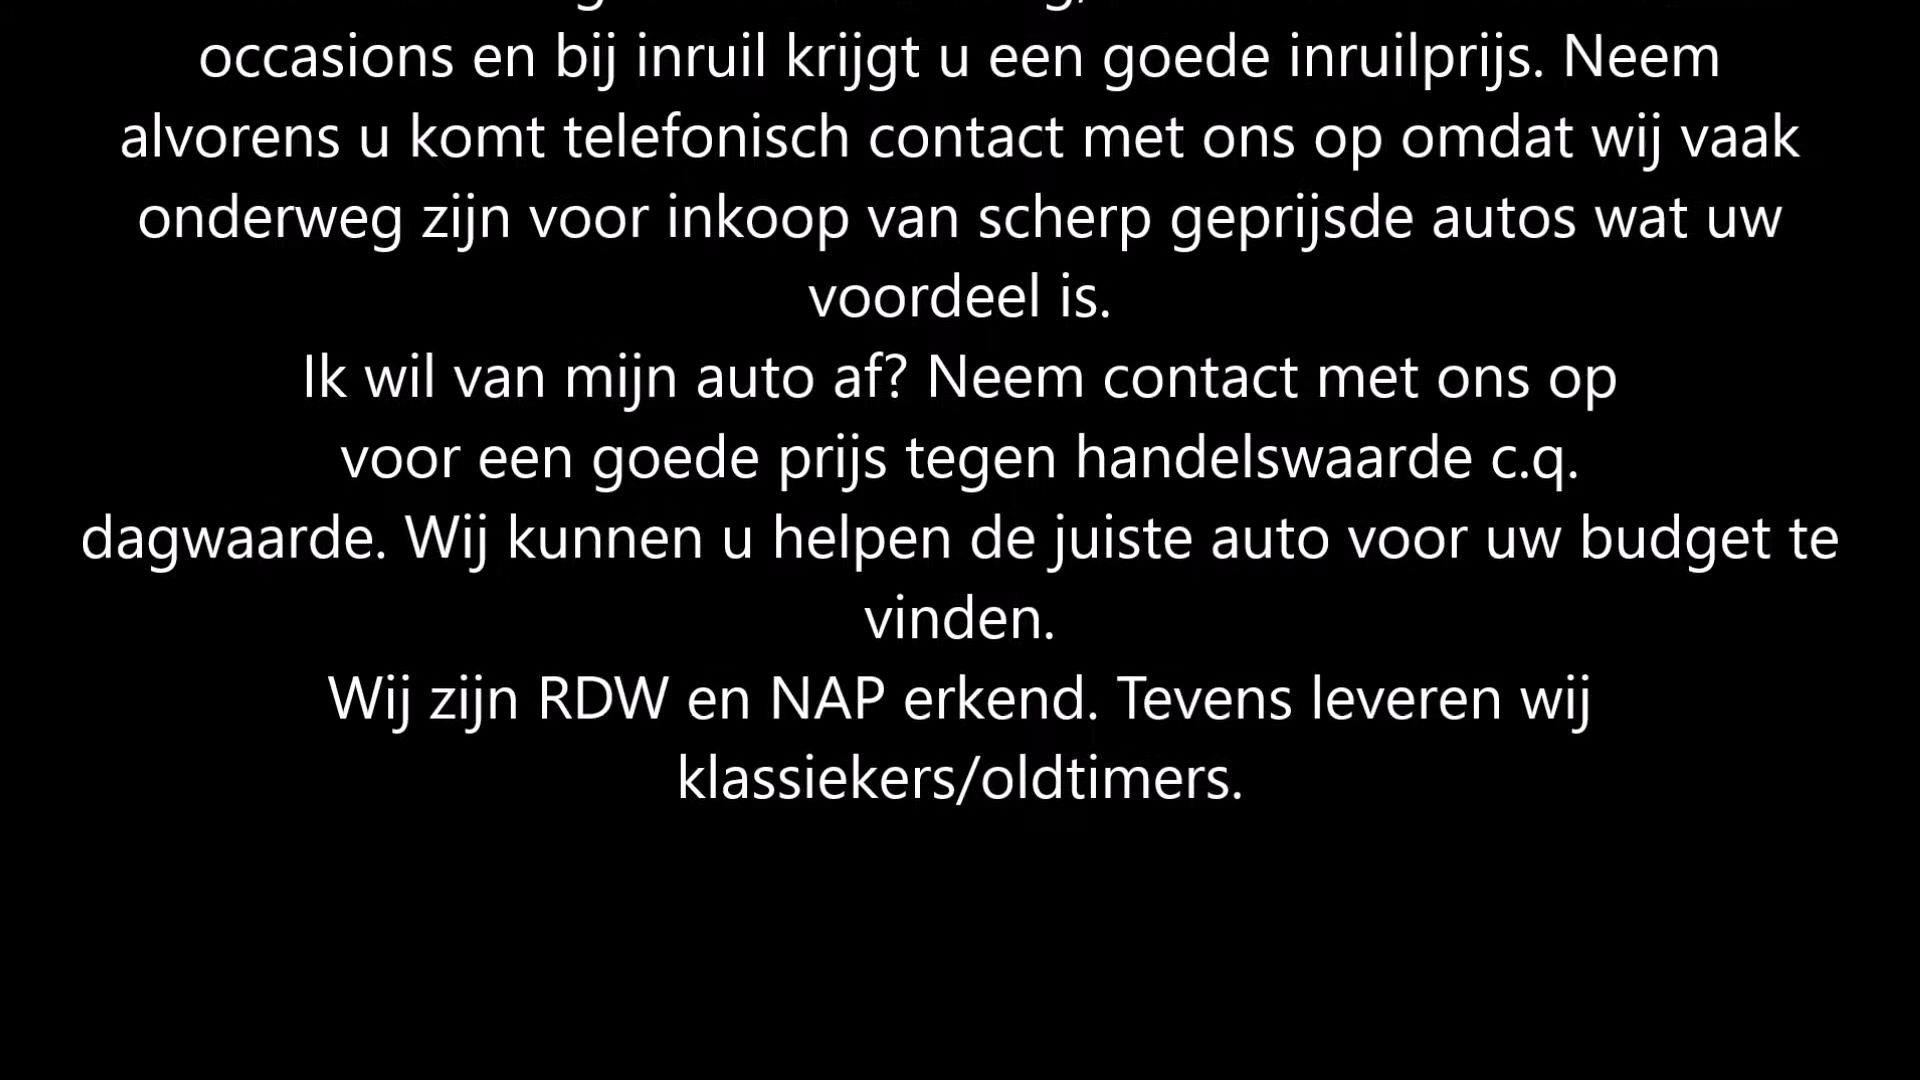 occasions en bij inruil krijgt u een goede inruilprijs. Neem
alvorens u komt telefonisch contact met ons op omdat wij vaak
onderweg zijn voor inkoop van scherp geprijsde autos wat uw
voordeel is.
Ik wil van mijn auto af? Neem contact met ons op
voor een goede prijs tegen handelswaarde c.q.
dagwaarde. Wij kunnen u helpen de juiste auto voor uw budget te
vinden.
Wij zijn RDW en NAP erkend. Tevens leveren wij
klassiekers/oldtimers.